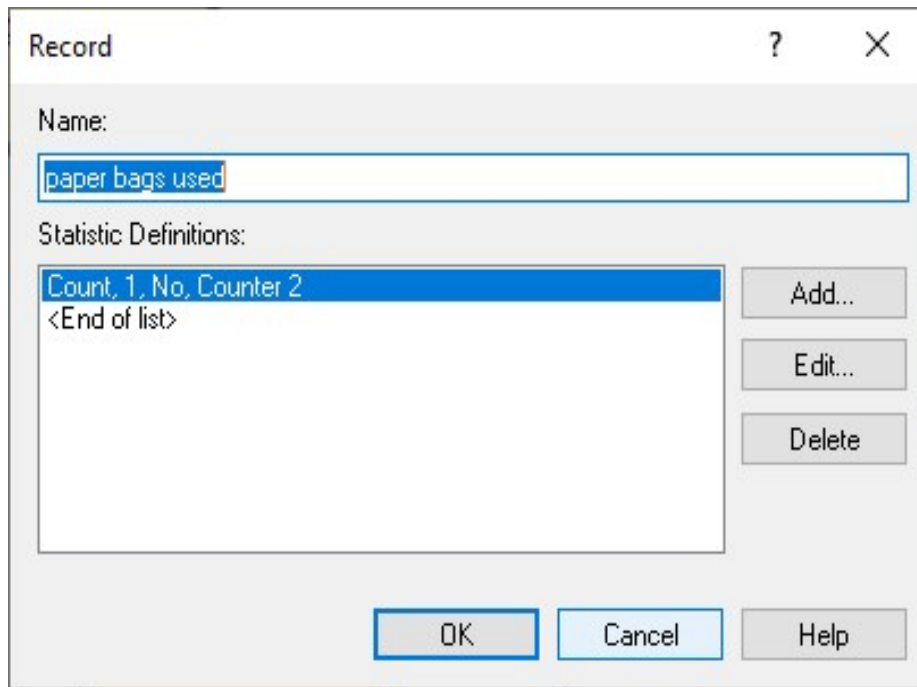 Record
Name:
paper bags used
Statistic Definitions:
Count, 1, No, Counter 2
<End of list>
Add...
Edit...
Delete
OK
Cancel
Help